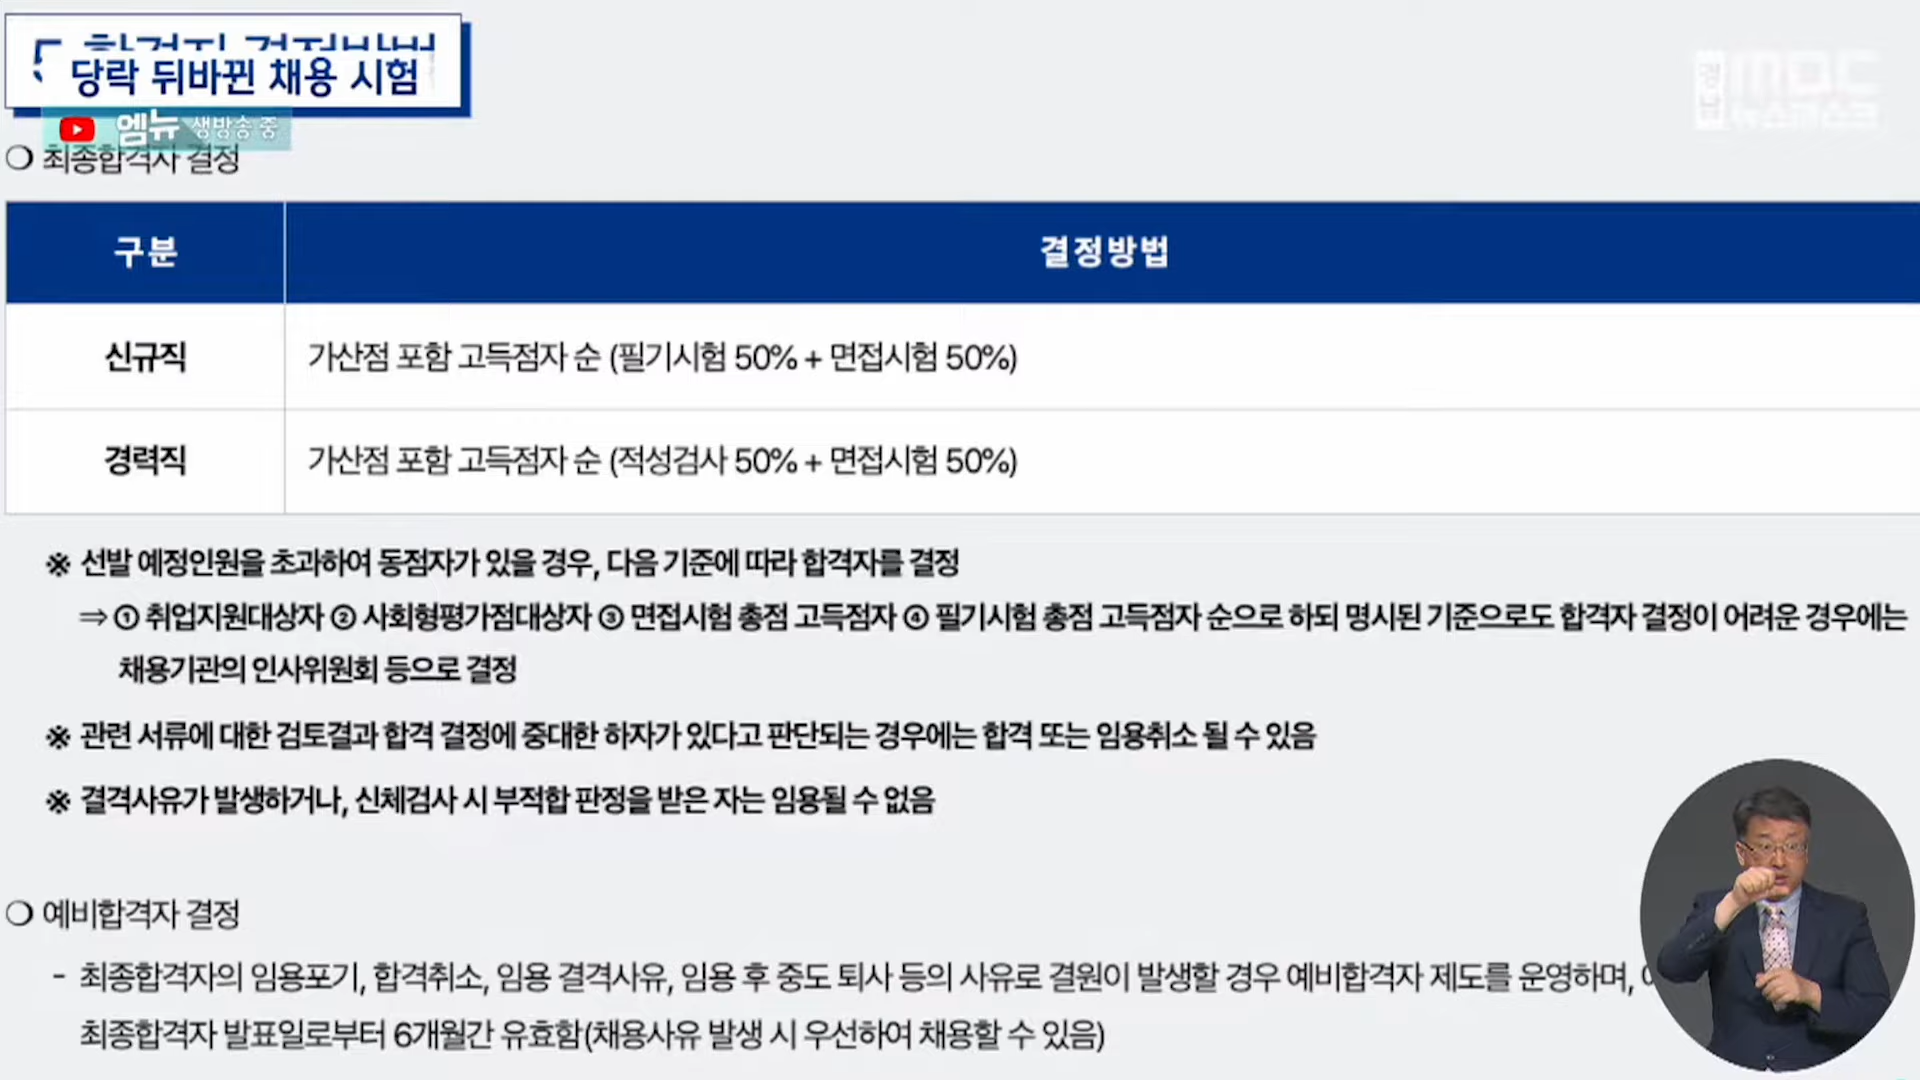 당락 뒤바뀐 채용 시험
엠뉴 생방송 중
MBC
뉴스데스크
○ 최종합격자 결정
구분 결정방법
신규직 가산점 포함 고득점자 순 (필기시험 50% + 면접시험 50%)
경력직 가산점 포함 고득점자 순 (적성검사 50% + 면접시험 50%)
※ 선발 예정인원을 초과하여 동점자가 있을 경우, 다음 기준에 따라 합격자를 결정
⇒ ① 취업지원대상자 ② 사회형평가점대상자 ③ 면접시험 총점 고득점자 ④ 필기시험 총점 고득점자 순으로 하되 명시된 기준으로도 합격자 결정이 어려운 경우에는
채용기관의 인사위원회 등으로 결정
※ 관련 서류에 대한 검토결과 합격 결정에 중대한 하자가 있다고 판단되는 경우에는 합격 또는 임용취소 될 수 있음
※ 결격사유가 발생하거나, 신체검사 시 부적합 판정을 받은 자는 임용될 수 없음
○ 예비합격자 결정
- 최종합격자의 임용포기, 합격취소, 임용 결격사유, 임용 후 중도 퇴사 등의 사유로 결원이 발생할 경우 예비합격자 제도를 운영하며,
최종합격자 발표일로부터 6개월간 유효함(채용사유 발생 시 우선하여 채용할 수 있음)